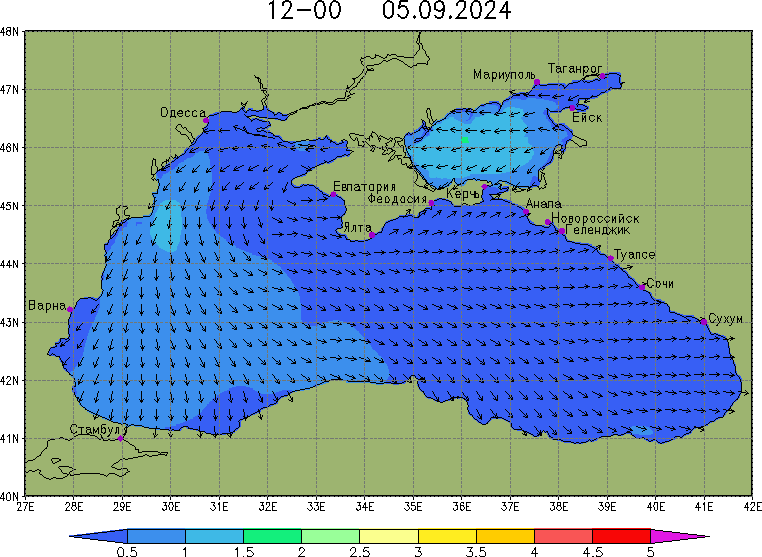 12-00 05.09.2024
48N
47N
46N
45N
44N
43N
42N
41N
40N
Мариуполь
Таганрог
Одесса
Ейск
Евпатория
Феодосия
Керчь
Анапа
Новороссийск
Геленджик
Ялта
Туапсе
Сочи
Варна
Сухум
Стамбул
27E 28E 29E 30E 31E 32E 33E 34E 35E 36E 37E 38E 39E 40E 41E 42E
0.5 1 1.5 2 2.5 3 3.5 4 4.5 5